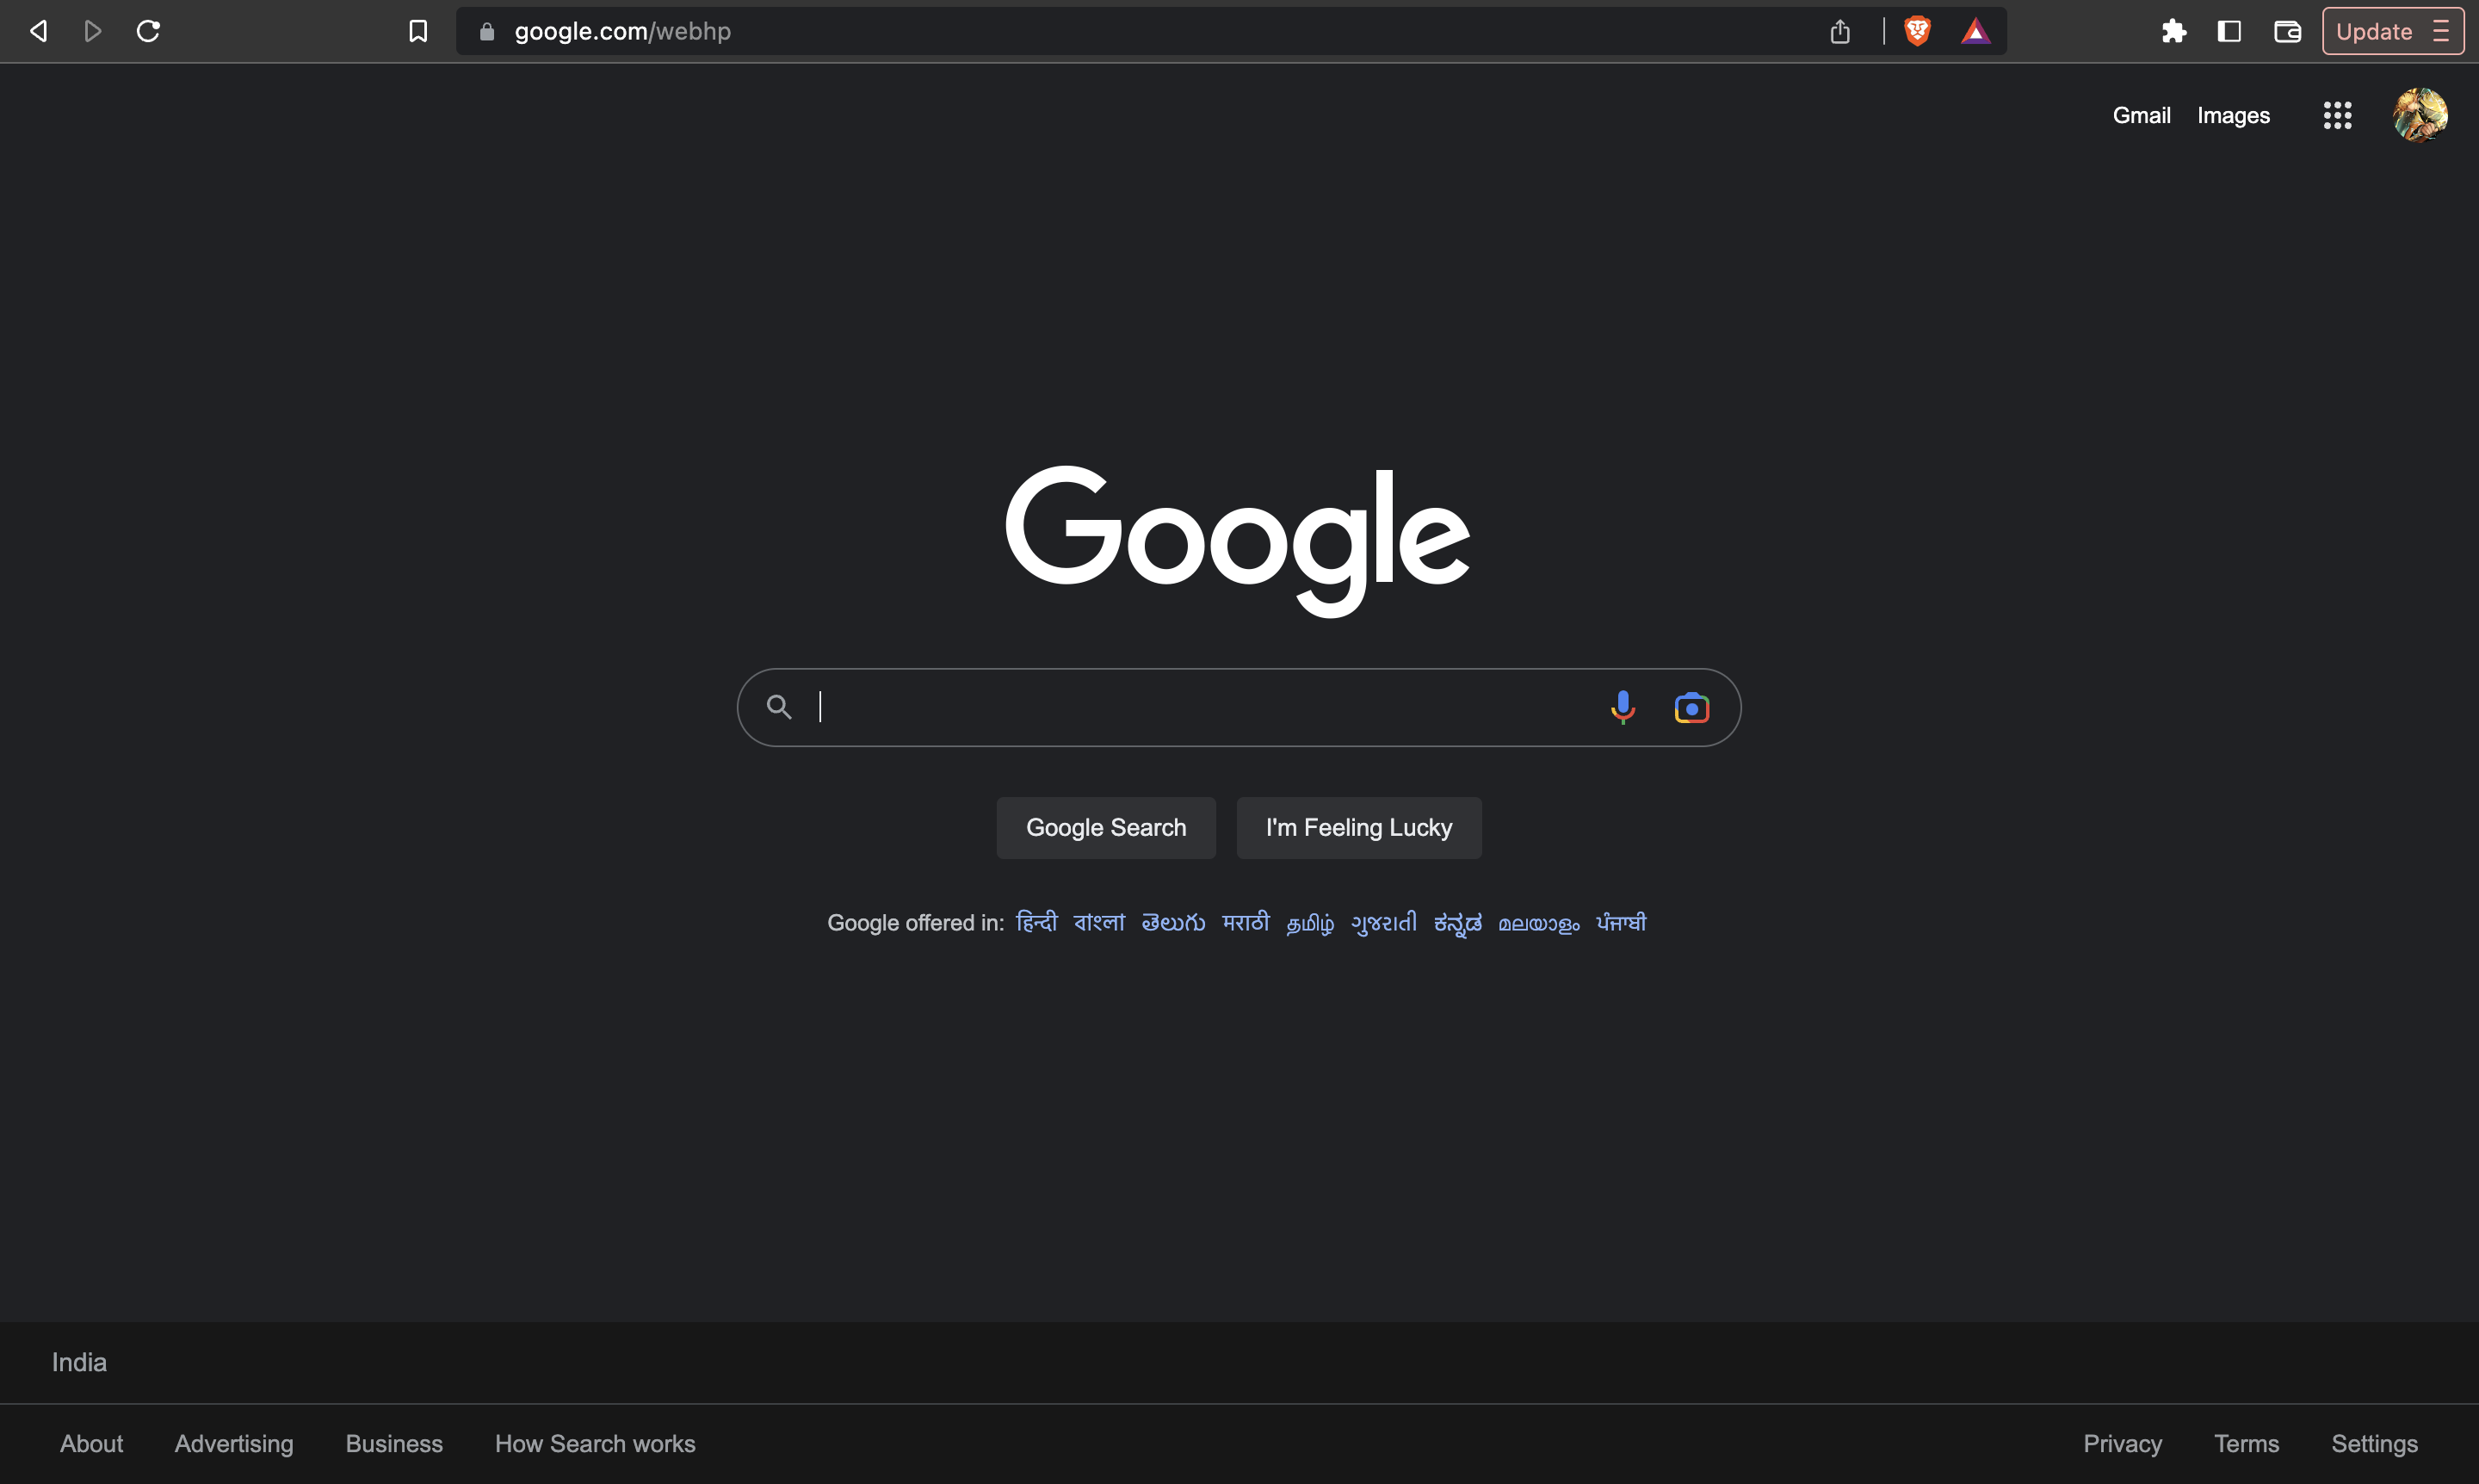 google.com/webhp
Update
Gmail Images
Google
Google Search I'm Feeling Lucky
Google offered in: हिन्दी বাংলা తెలుగు मराठी தமிழ் ગુજરાતી ಕನ್ನಡ മലയാളം ਪੰਜਾਬੀ
India
About Advertising Business How Search works Privacy Terms Settings